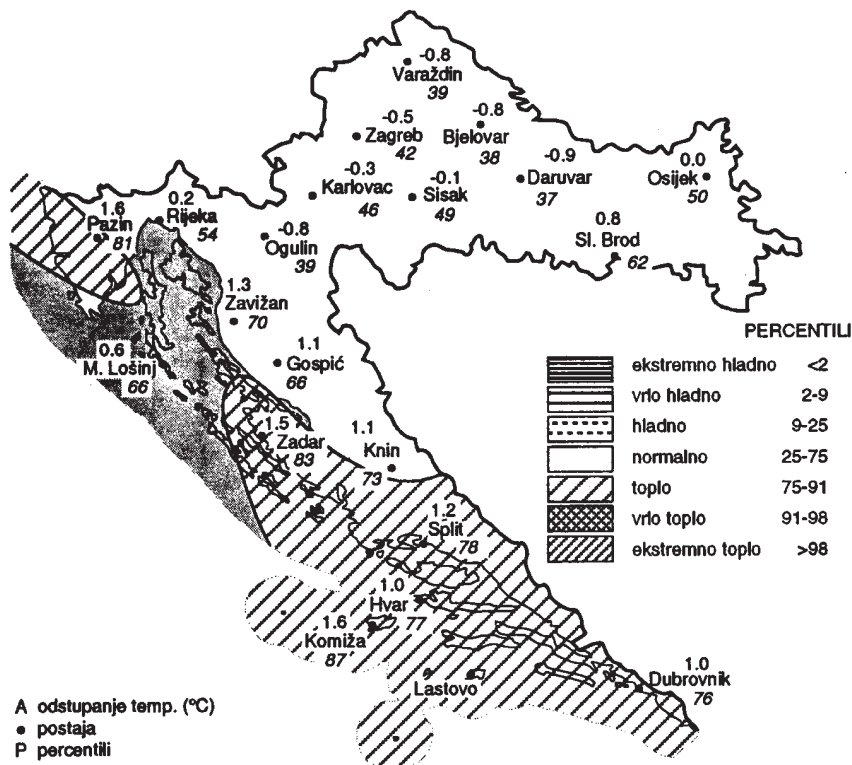 -0.8
Varaždin
39
-0.5
Zagreb
42
-0.8
Bjelovar
38
-0.3
Karlovac
46
-0.1
Sisak
49
-0.9
Daruvar
37
0.0
Osijek
50
0.8
Sl. Brod
62
1.6
Pazin
81
0.2
Rijeka
54
-0.8
Ogulin
39
1.3
Zavižan
70
0.6
M. Lošinj
66
1.1
Gospić
66
1.5
Zadar
83
1.1
Knin
73
1.2
Split
78
1.0
Hvar
77
1.6
Komiža
87
Lastovo
1.0
Dubrovnik
76
PERCENTILI
ekstremno hladno <2
vrlo hladno 2-9
hladno 9-25
normalno 25-75
toplo 75-91
vrlo toplo 91-98
ekstremno toplo >98
A odstupanje temp. (°C)
● postaja
P percentili